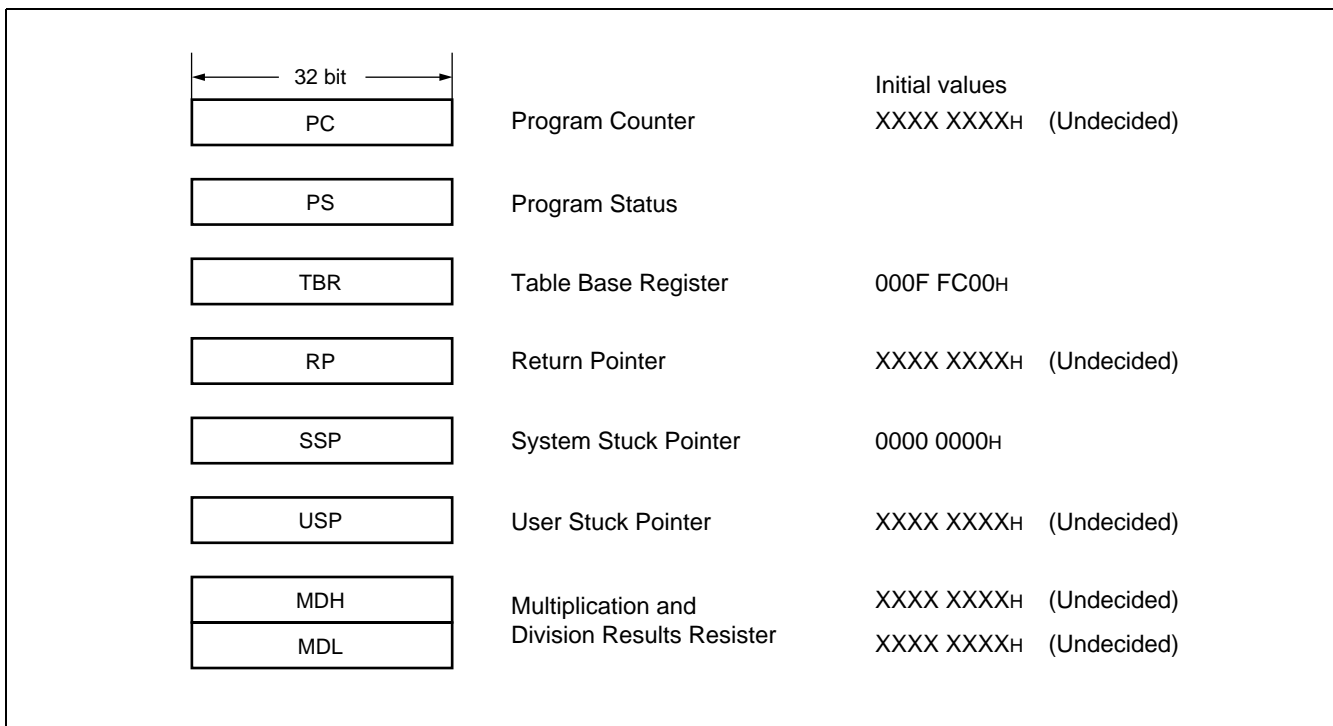 32 bit
Initial values
PC Program Counter XXXX XXXXH (Undecided)
PS Program Status
TBR Table Base Register 000F FC00H
RP Return Pointer XXXX XXXXH (Undecided)
SSP System Stuck Pointer 0000 0000H
USP User Stuck Pointer XXXX XXXXH (Undecided)
MDH Multiplication and XXXX XXXXH (Undecided)
MDL Division Results Resister XXXX XXXXH (Undecided)